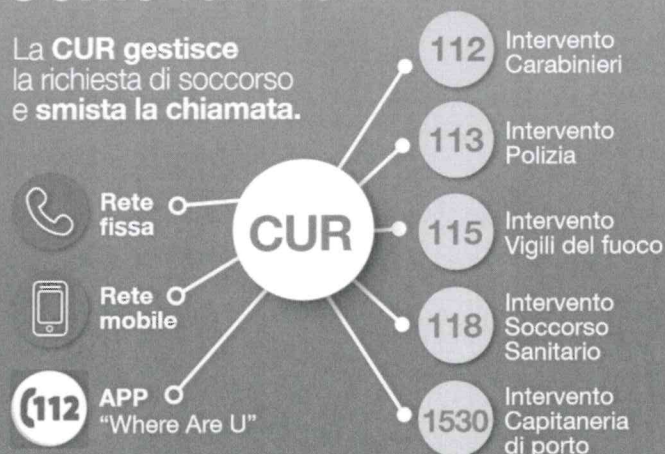 La CUR gestisce
la richiesta di soccorso
e smista la chiamata.
Rete
fissa
Rete
mobile
(112
APP
"Where Are U"
CUR
112
Intervento
Carabinieri
113
Intervento
Polizia
115
Intervento
Vigili del fuoco
118
Intervento
Soccorso
Sanitario
1530
Intervento
Capitaneria
di porto